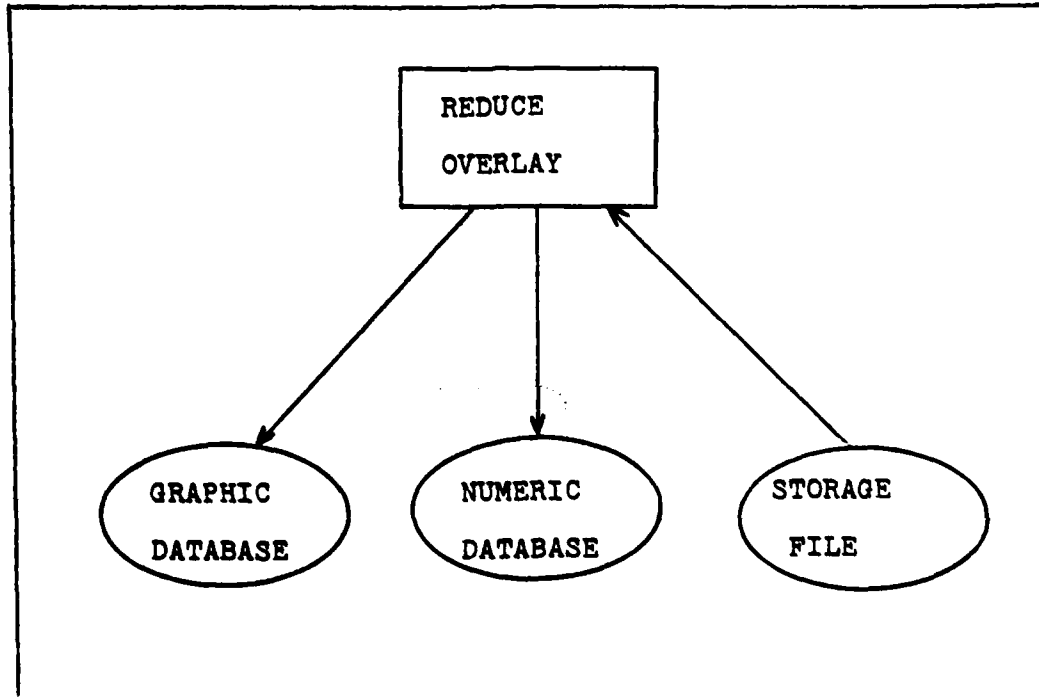 REDUCE
OVERLAY
GRAPHIC
DATABASE
NUMERIC
DATABASE
STORAGE
FILE